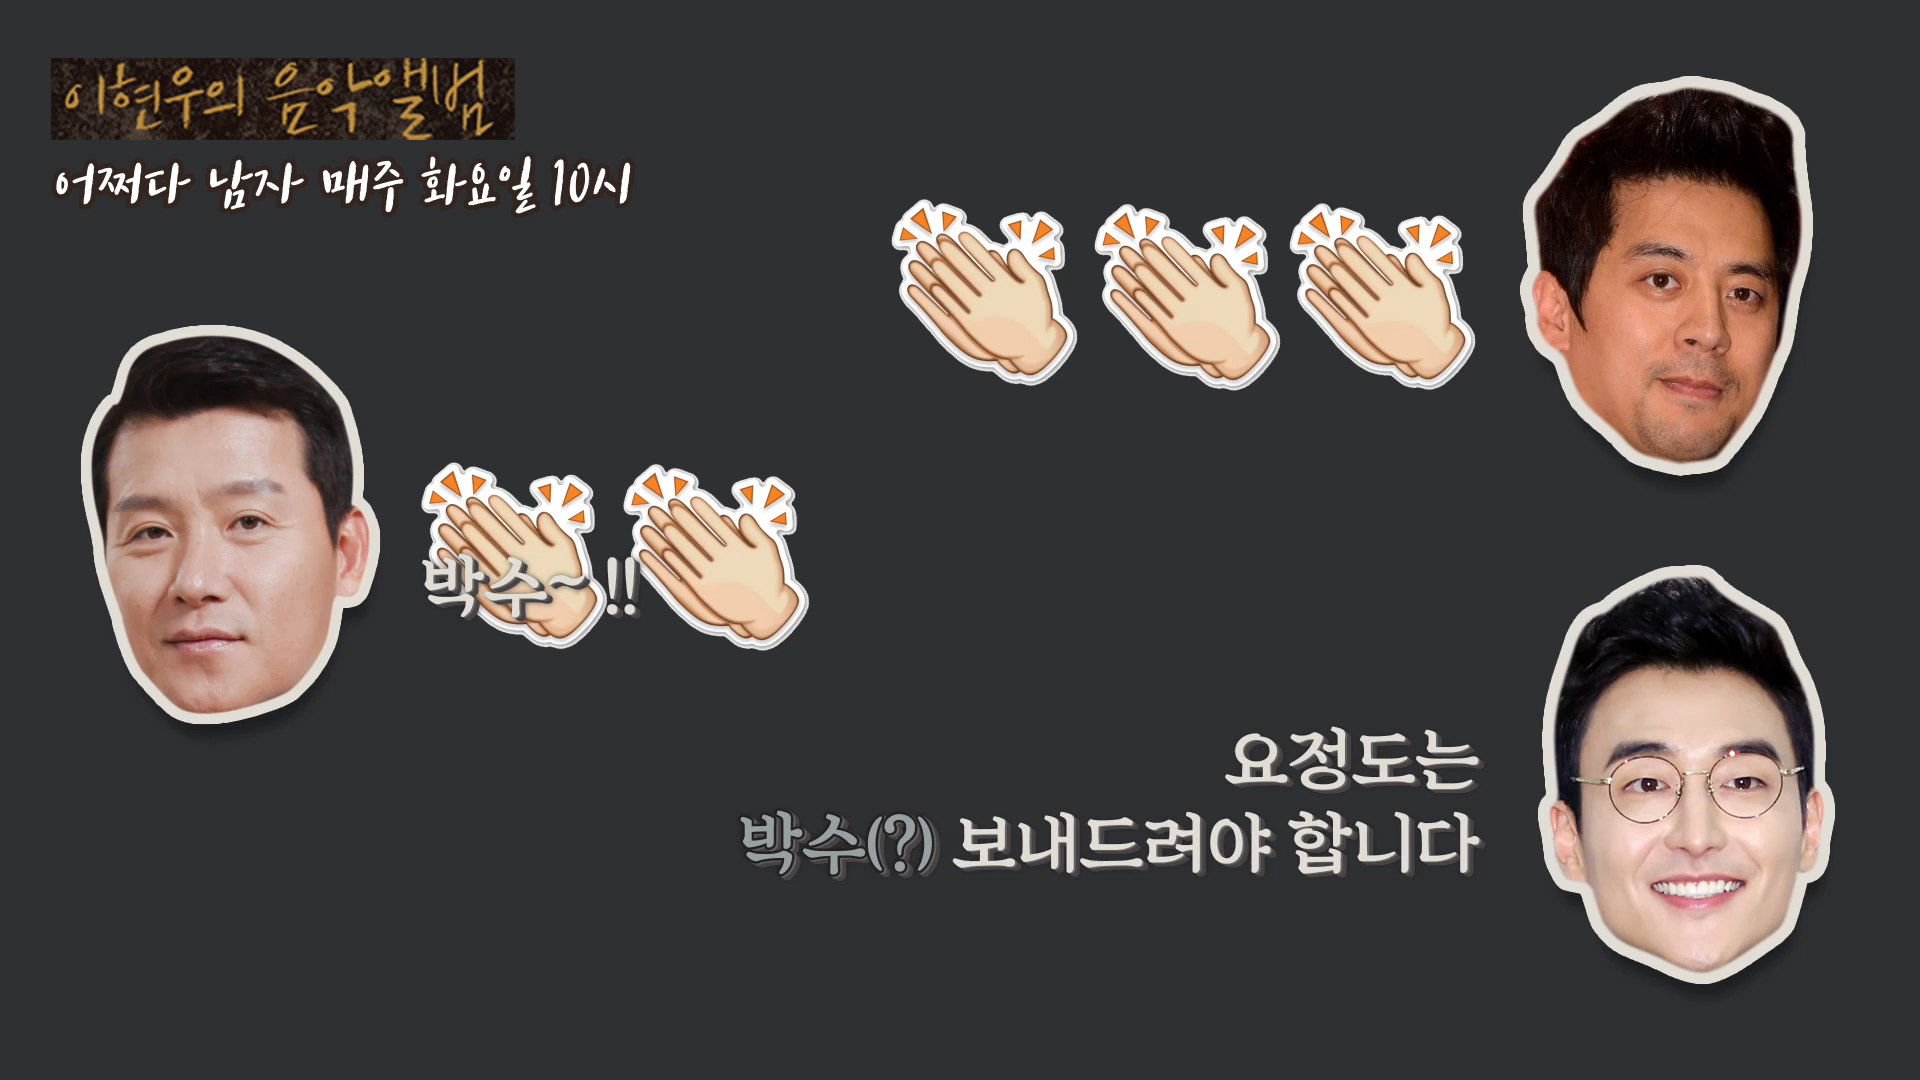 이현우의 음악앨범
어쩌다 남자 매주 화요일 10시
박수~!!
요정도는
박수(?) 보내드려야 합니다